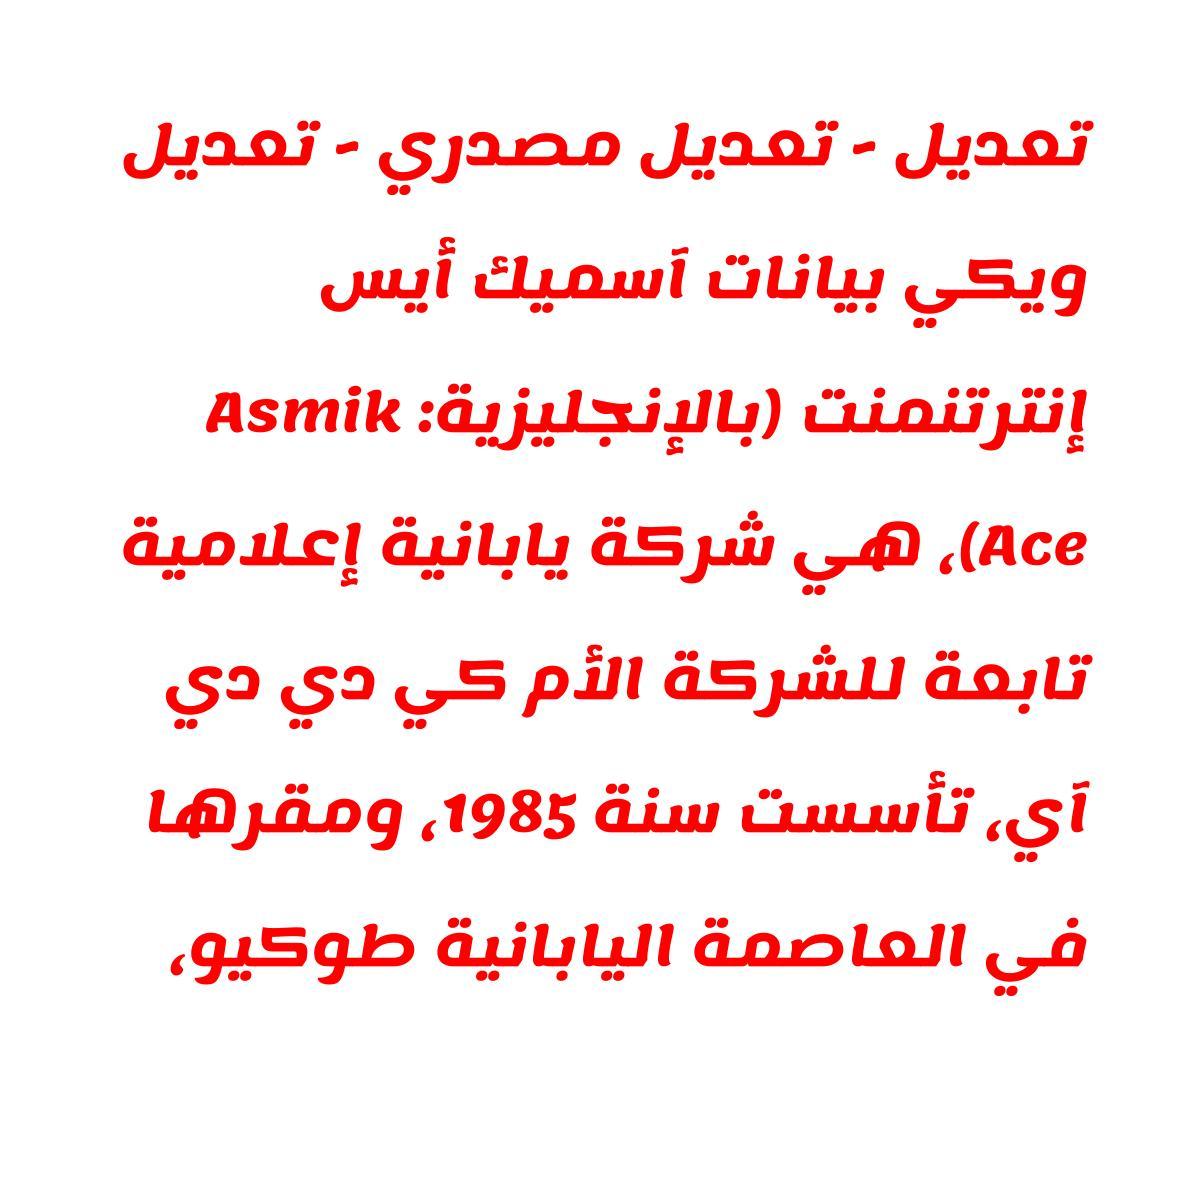 تعديل - تعديل مصدري - تعديل
ويكي بيانات آسميك أيس
إنترتنمنت (بالإنجليزية: Asmik
Ace)، هي شركة يابانية إعلامية
تابعة للشركة الأم كي دي دي
آي، تأسست سنة 1985، ومقرها
في العاصمة اليابانية طوكيو،